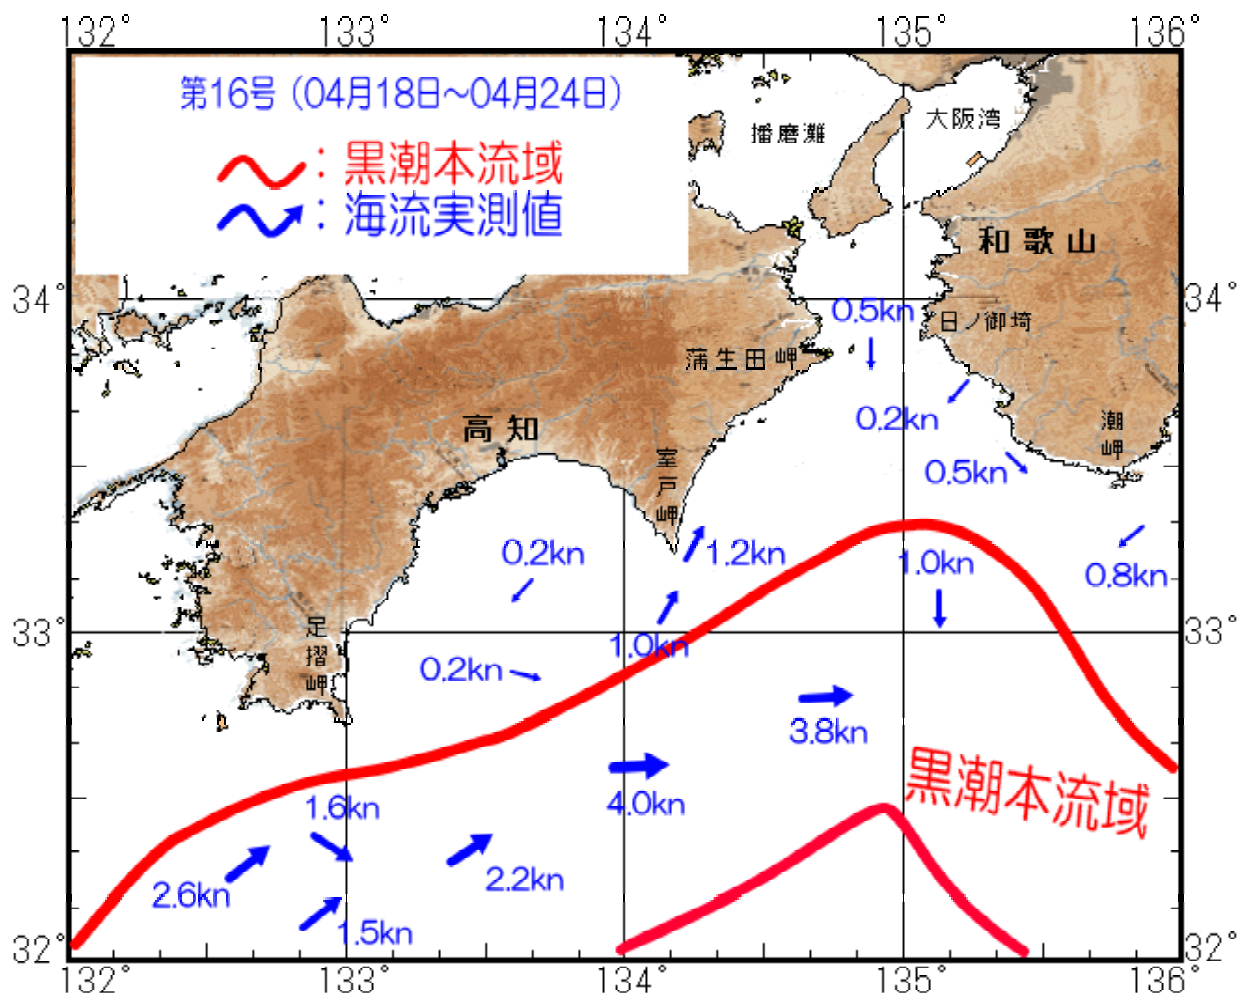 132° 133° 134° 135° 136°
第16号（04月18日～04月24日）
：黒潮本流域
：海流実測値
播磨灘
大阪湾
和歌山
34°
34°
0.5kn
日ノ御埼
蒲生田岬
0.2kn
高知
潮岬
室戸岬
0.5kn
0.2kn
1.2kn
1.0kn
0.8kn
33°
33°
足摺岬
1.0kn
0.2kn
3.8kn
黒潮本流域
1.6kn
4.0kn
2.6kn
2.2kn
1.5kn
32°
32°
132° 133° 134° 135° 136°